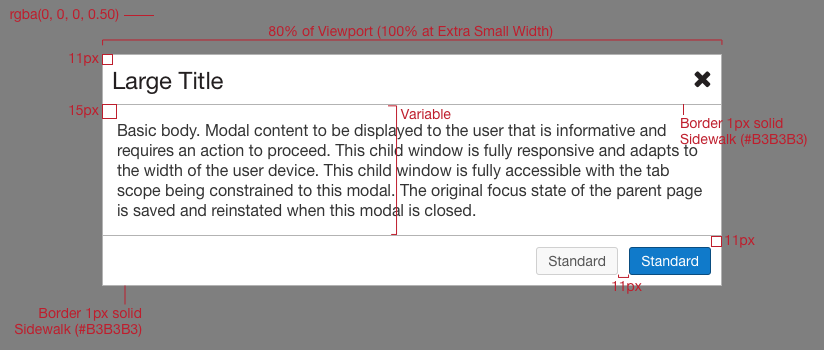 rgba(0, 0, 0, 0.50)
80% of Viewport (100% at Extra Small Width)
11px
Large Title
15px
Variable
Border 1px solid
Sidewalk (#B3B3B3)
Basic body. Modal content to be displayed to the user that is informative and
requires an action to proceed. This child window is fully responsive and adapts to
the width of the user device. This child window is fully accessible with the tab
scope being constrained to this modal. The original focus state of the parent page
is saved and reinstated when this modal is closed.
11px
Standard
Standard
11px
Border 1px solid
Sidewalk (#B3B3B3)